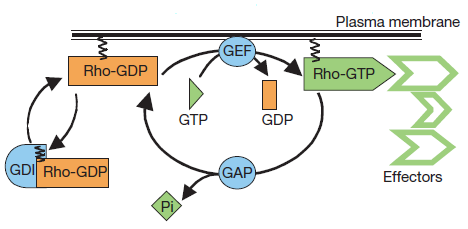 Plasma membrane
GEF
Rho-GDP
Rho-GTP
GTP
GDP
GDI
Rho-GDP
GAP
Effectors
Pi